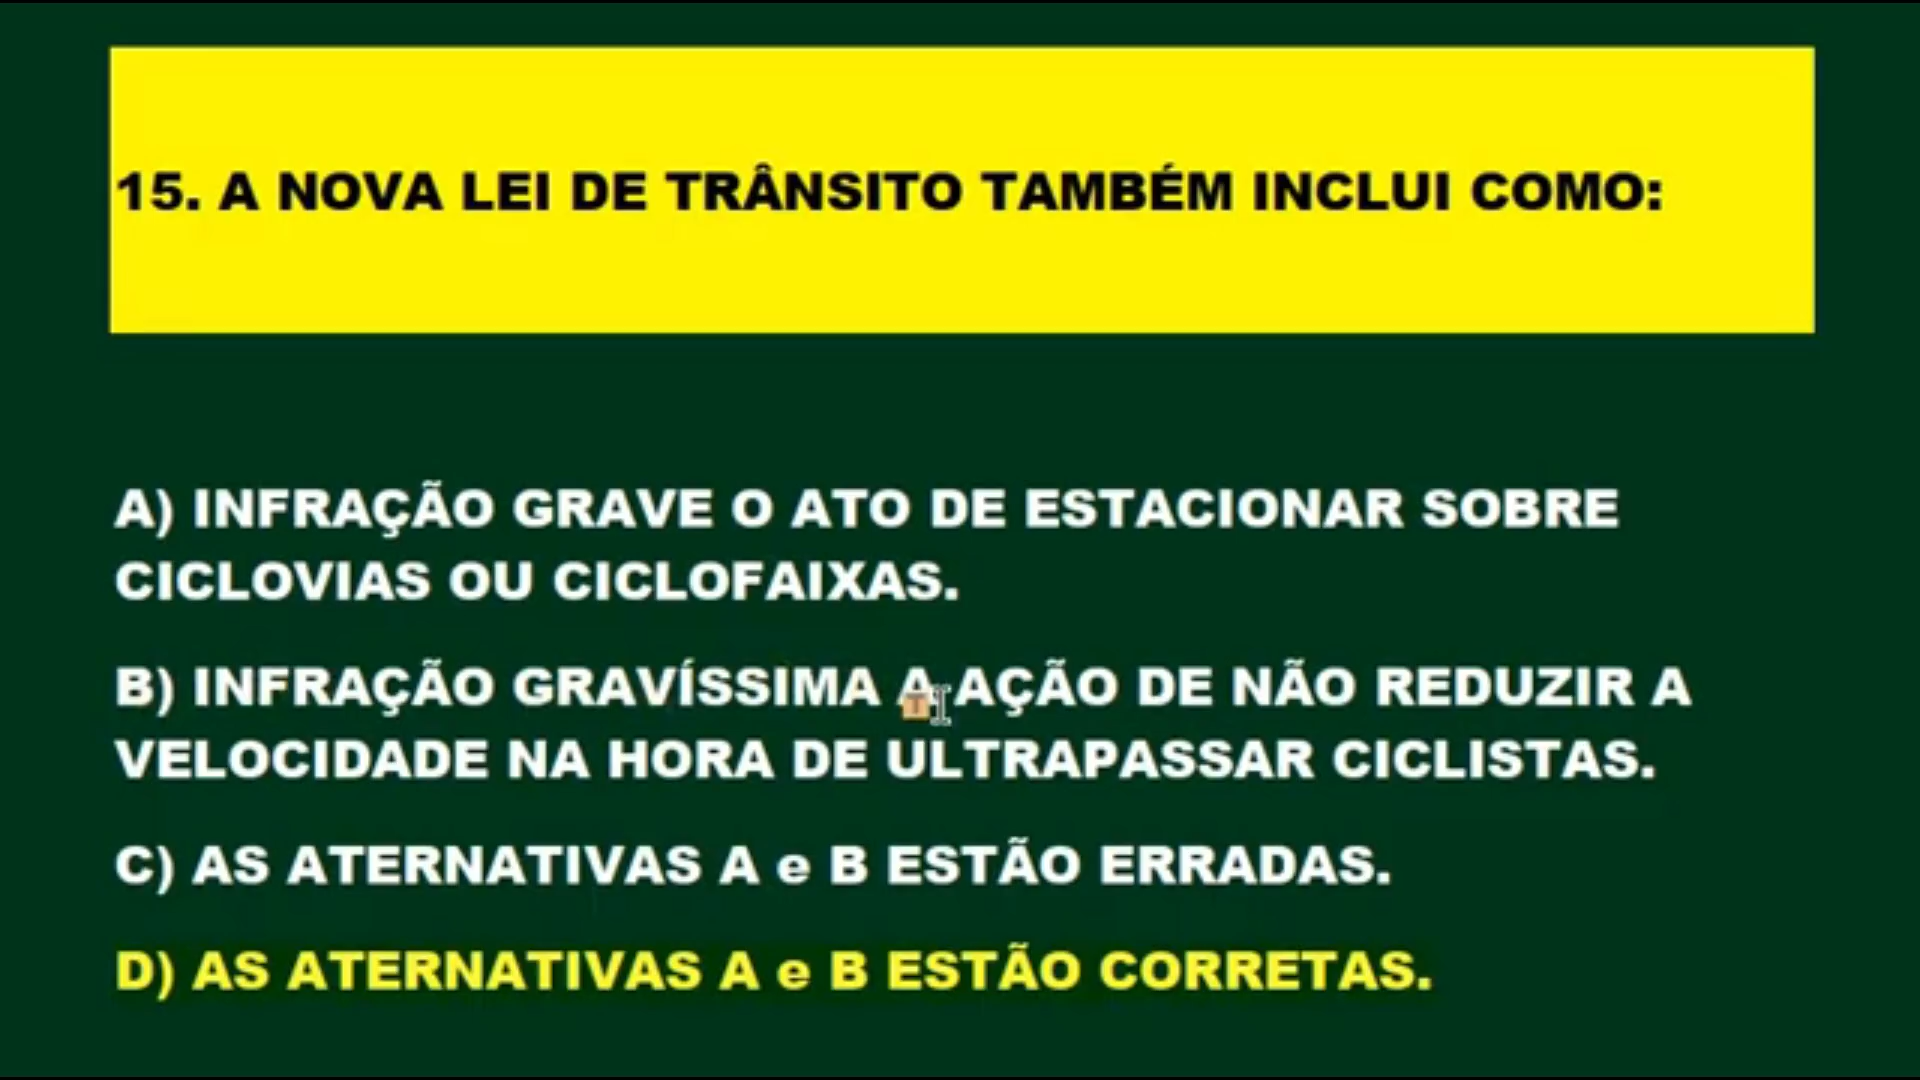 15. A NOVA LEI DE TRÂNSITO TAMBÉM INCLUI COMO:
A) INFRAÇÃO GRAVE O ATO DE ESTACIONAR SOBRE
CICLOVIAS OU CICLOFAIXAS.
B) INFRAÇÃO GRAVÍSSIMA A AÇÃO DE NÃO REDUZIR A
VELOCIDADE NA HORA DE ULTRAPASSAR CICLISTAS.
C) AS ATERNATIVAS A e B ESTÃO ERRADAS.
D) AS ATERNATIVAS A e B ESTÃO CORRETAS.